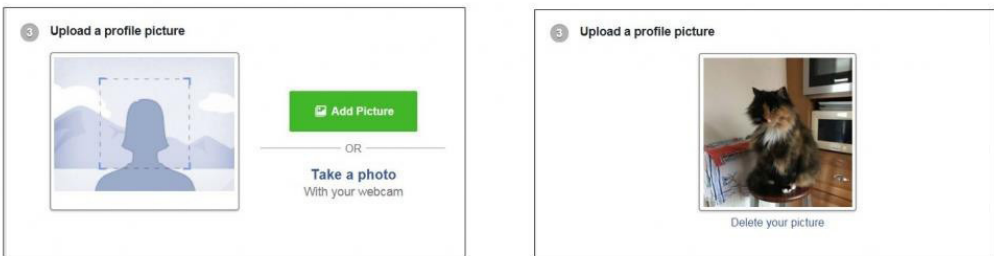 3 Upload a profile picture
Add Picture
OR
Take a photo
With your webcam
3 Upload a profile picture
Delete your picture